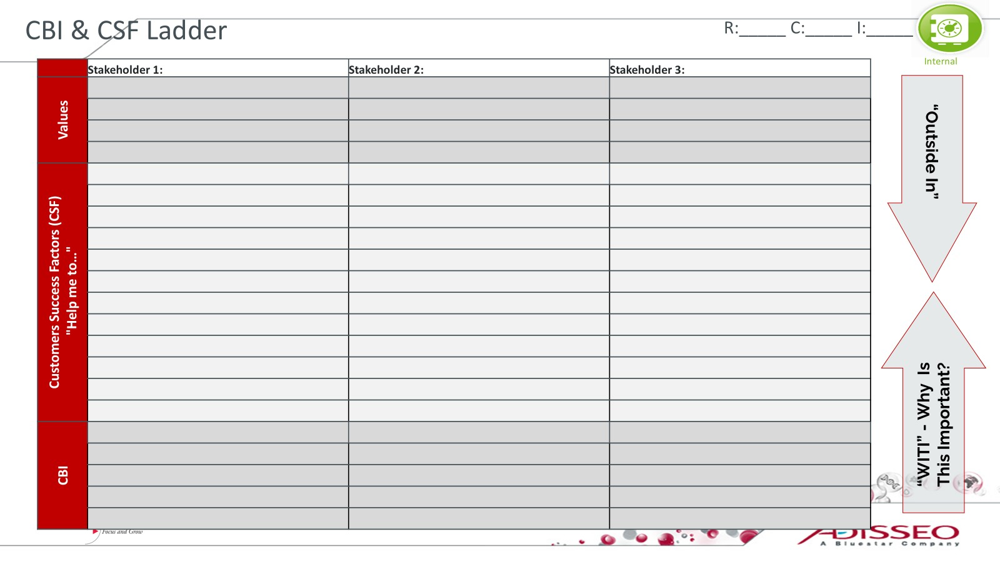 CBI & CSF Ladder
R:_____ C:_____ I:_____
Internal
Stakeholder 1:
Stakeholder 2:
Stakeholder 3:
Values
Customers Success Factors (CSF)
"Help me to…"
CBI
“Outside In”
“WITI” - Why Is
This Important?
Focus and Grow
ADISSEO
A Bluestar Company